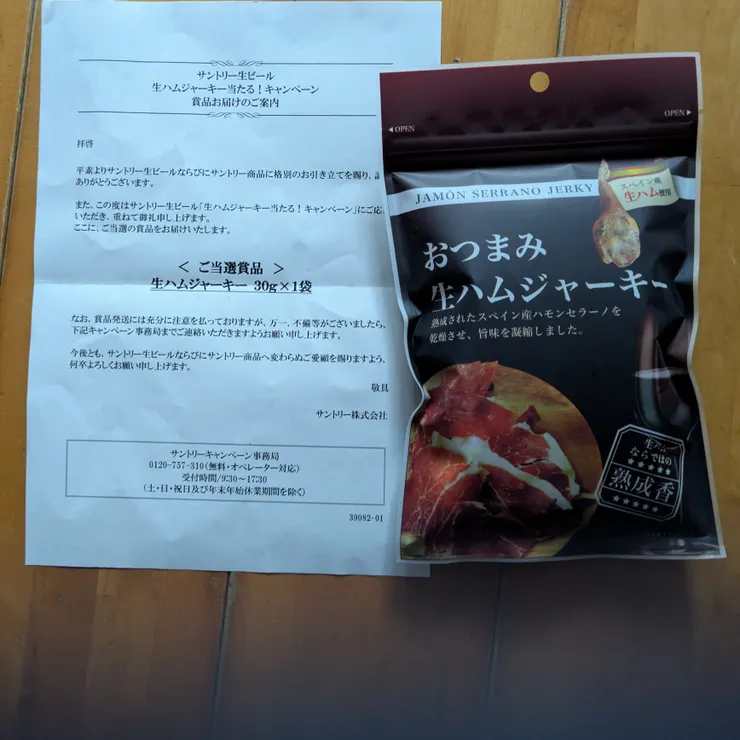 サントリー生ビール
生ハムジャーキー当たる!キャンペーン
賞品お届けのご案内
拝啓
平素よりサントリー生ビールならびにサントリー商品に格別のお引き立てを賜り、
ありがとうございます。
また、この度はサントリー生ビール「生ハムジャーキー当たる!キャンペーン」にご応
いただき、重ねて御礼申し上げます。
ここに、ご当選の賞品をお届けいたします。
< ご当選賞品 >
生ハムジャーキー 30g×1袋
なお、賞品発送には充分に注意を払っておりますが、万一、不備等がございましたら、
下記キャンペーン事務局までご連絡いただきますようお願い申し上げます。
今後とも、サントリー生ビールならびにサントリー商品へ変わらぬご愛顧を賜りますよう、
何卒よろしくお願い申し上げます。
敬具
サントリー株式会社
サントリーキャンペーン事務局
0120-757-310(無料・オペレーター対応)
受付時間/9:30~17:30
(土・日・祝日及び年末年始休業期間を除く)
39082-01
OPEN
OPEN
JAMÓN SERRANO JERKY
スペイン産
生ハム使用
おつまみ
生ハムジャーキー
熟成されたスペイン産ハモンセラーノを
乾燥させ、旨味を凝縮しました。
生ハム
ならではの
熟成香